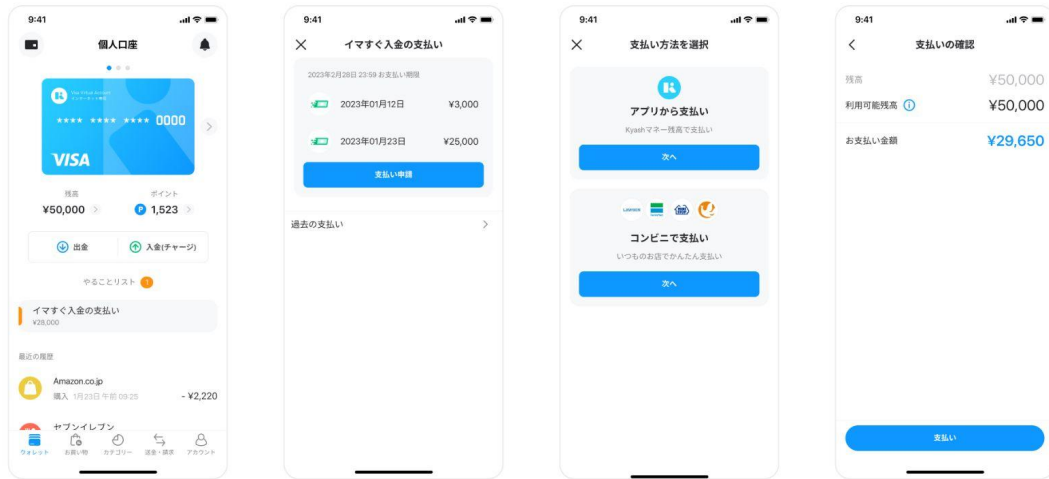 9:41
個人口座
Visa Virtual Account
**** **** **** 0000
VISA
残高
ポイント
¥50,000
P 1,523
出金
入金(チャージ)
やることリスト
イマすぐ入金の支払い
¥28,000
最近の履歴
Amazon.co.jp
購入 1月23日 午前 09:25
- ¥2,220
セブンイレブン
ウォレット
お買い物
カテゴリー
送金・請求
アカウント
9:41
イマすぐ入金の支払い
2023年2月28日 23:59 お支払い期限
2023年01月12日 ¥3,000
2023年01月23日 ¥25,000
支払い申請
過去の支払い
9:41
支払い方法を選択
アプリから支払い
Kyashマネー残高で支払い
次へ
LAWSON
コンビニで支払い
いつものお店でかんたん支払い
次へ
9:41
支払いの確認
残高 ¥50,000
利用可能残高 ¥50,000
お支払い金額 ¥29,650
支払い